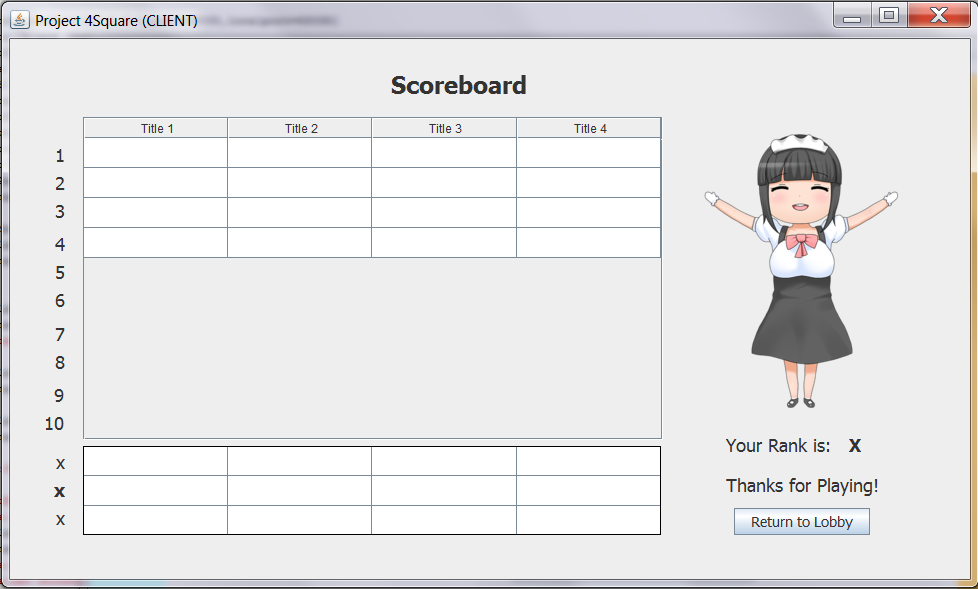 Project 4Square (CLIENT)
Scoreboard
Title 1 Title 2 Title 3 Title 4
1
2
3
4
5
6
7
8
9
10
x
x
x
Your Rank is: X
Thanks for Playing!
Return to Lobby